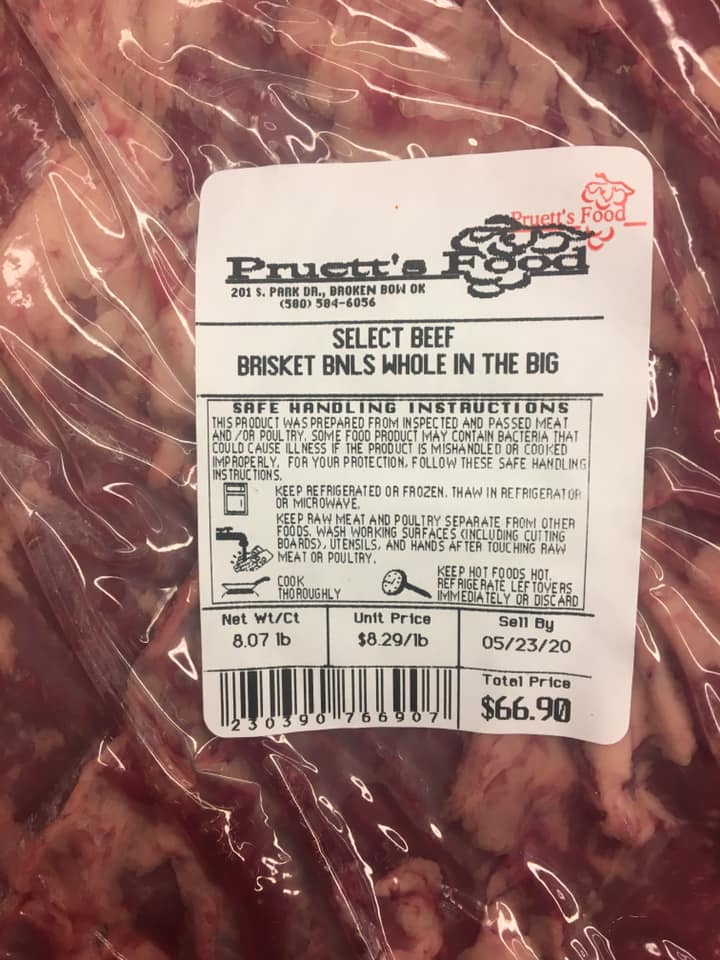 Pruett's Food
Pruett's Food
201 S. PARK DR., BROKEN BOW OK
(580) 584-6056
SELECT BEEF
BRISKET BNLS WHOLE IN THE BIG
SAFE HANDLING INSTRUCTIONS
THIS PRODUCT WAS PREPARED FROM INSPECTED AND PASSED MEAT
AND/OR POULTRY. SOME FOOD PRODUCT MAY CONTAIN BACTERIA THAT
COULD CAUSE ILLNESS IF THE PRODUCT IS MISHANDLED OR COOKED
IMPROPERLY. FOR YOUR PROTECTION, FOLLOW THESE SAFE HANDLING
INSTRUCTIONS.
KEEP REFRIGERATED OR FROZEN. THAW IN REFRIGERATOR
OR MICROWAVE.
KEEP RAW MEAT AND POULTRY SEPARATE FROM OTHER
FOODS. WASH WORKING SURFACES (INCLUDING CUTTING
BOARDS), UTENSILS, AND HANDS AFTER TOUCHING RAW
MEAT OR POULTRY.
COOK
THOROUGHLY
KEEP HOT FOODS HOT.
REFRIGERATE LEFTOVERS
IMMEDIATELY OR DISCARD
Net Wt/Ct
8.07 lb
Unit Price
$8.29/lb
Sell By
05/23/20
Total Price
$66.90
230390 766907